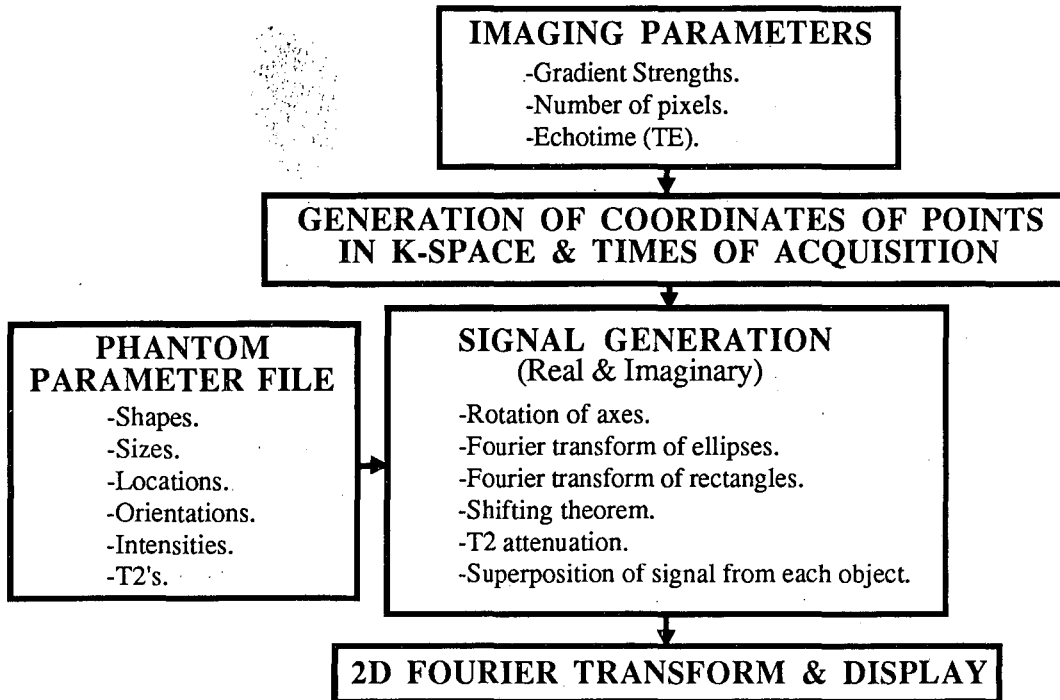 IMAGING PARAMETERS
-Gradient Strengths.
-Number of pixels.
-Echotime (TE).
GENERATION OF COORDINATES OF POINTS
IN K-SPACE & TIMES OF ACQUISITION
PHANTOM
PARAMETER FILE
-Shapes.
-Sizes.
-Locations.
-Orientations.
-Intensities.
-T2's.
SIGNAL GENERATION
(Real & Imaginary)
-Rotation of axes.
-Fourier transform of ellipses.
-Fourier transform of rectangles.
-Shifting theorem.
-T2 attenuation.
-Superposition of signal from each object.
2D FOURIER TRANSFORM & DISPLAY